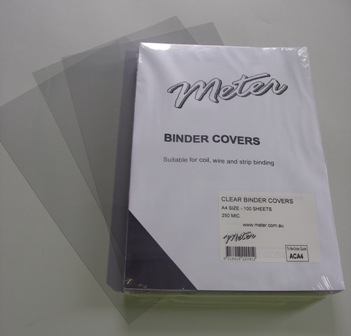 Meter
BINDER COVERS
Suitable for coil, wire and strip binding
CLEAR BINDER COVERS
A4 SIZE - 100 SHEETS
250 MIC
www.meter.com.au
Meter
ACA4